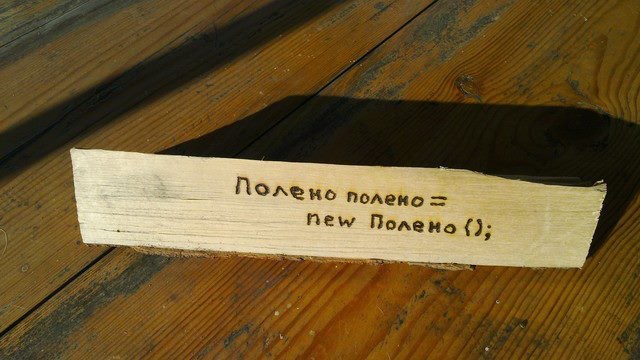 Полено полено =
new Полено ();